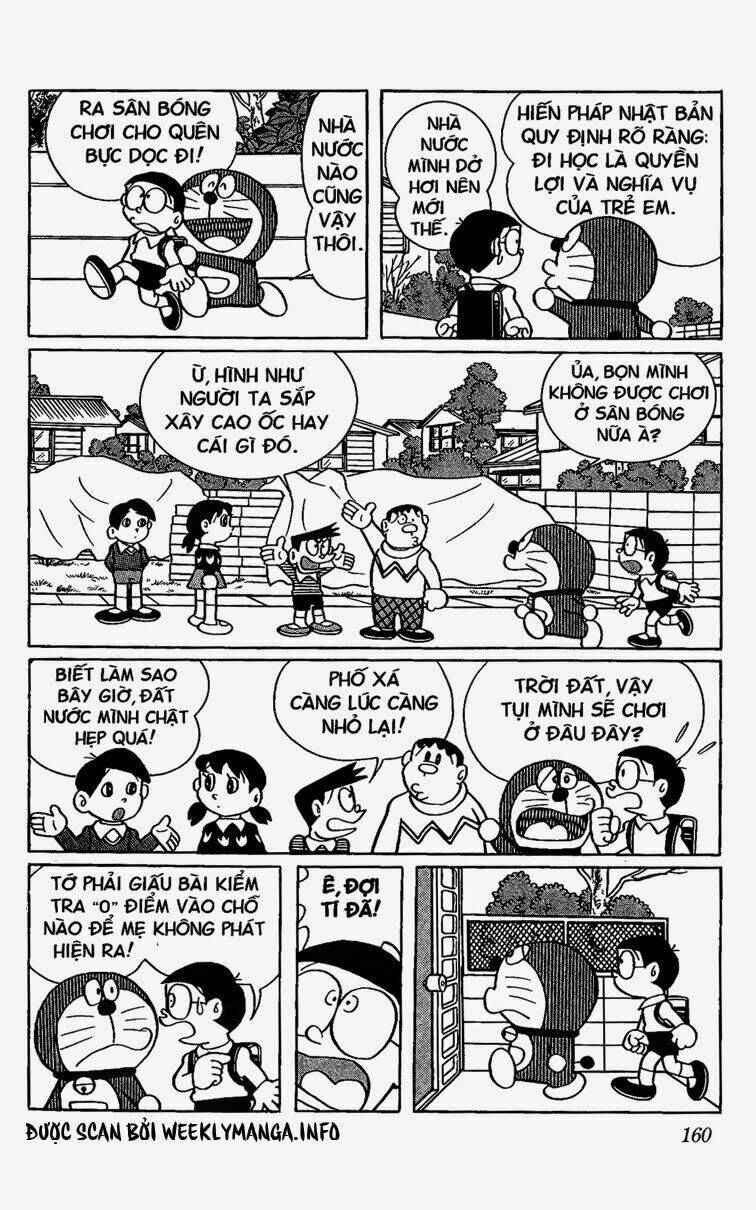 HIẾN PHÁP NHẬT BẢN
QUY ĐỊNH RÕ RÀNG:
ĐI HỌC LÀ QUYỀN
LỢI VÀ NGHĨA VỤ
CỦA TRẺ EM.
NHÀ
NƯỚC
MÌNH DỞ
HƠI NÊN
MỚI
THẾ.
NHÀ
NƯỚC
NÀO
CŨNG
VẬY
THÔI.
RA SÂN BÓNG
CHƠI CHO QUÊN
BỰC DỌC ĐI!
ỦA, BỌN MÌNH
KHÔNG ĐƯỢC CHƠI
Ở SÂN BÓNG
NỮA À?
Ừ, HÌNH NHƯ
NGƯỜI TA SẮP
XÂY CAO ỐC HAY
CÁI GÌ ĐÓ.
TRỜI ĐẤT, VẬY
TỤI MÌNH SẼ CHƠI
Ở ĐÂU ĐÂY?
PHỐ XÁ
CÀNG LÚC CÀNG
NHỎ LẠI!
BIẾT LÀM SAO
BÂY GIỜ, ĐẤT
NƯỚC MÌNH CHẬT
HẸP QUÁ!
Ê, ĐỢI
TÍ ĐÃ!
TỚ PHẢI GIẤU BÀI KIỂM
TRA "0" ĐIỂM VÀO CHỖ
NÀO ĐỂ MẸ KHÔNG PHÁT
HIỆN RA!
ĐƯỢC SCAN BỞI WEEKLYMANGA.INFO
160